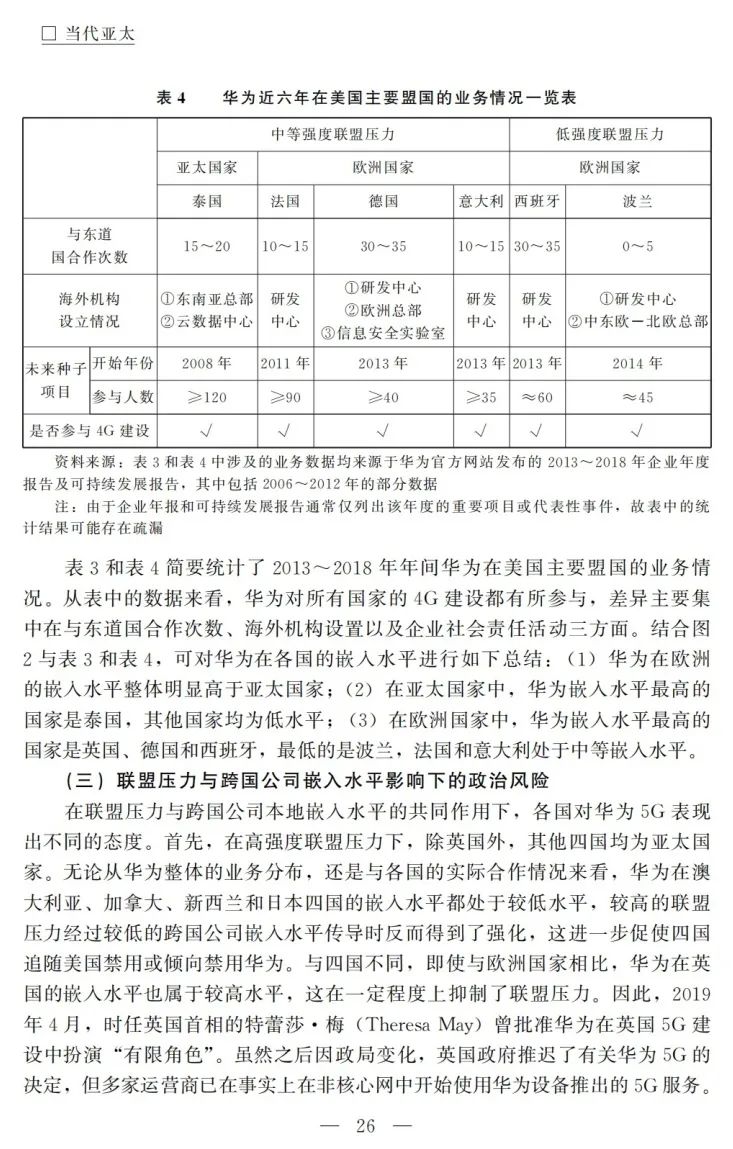 □ 当代亚太
表 4 华为近六年在美国主要盟国的业务情况一览表
中等强度联盟压力 低强度联盟压力
亚太国家 欧洲国家 欧洲国家
泰国 法国 德国 意大利 西班牙 波兰
与东道
国合作次数 15～20 10～15 30～35 10～15 30～35 0～5
海外机构
设立情况
①东南亚总部
②云数据中心
研发
中心
①研发中心
②欧洲总部
③信息安全实验室
研发
中心
研发
中心
①研发中心
②中东欧－北欧总部
未来种子
项目
开始年份 2008 年 2011 年 2013 年 2013 年 2013 年 2014 年
参与人数 ≥120 ≥90 ≥40 ≥35 ≈60 ≈45
是否参与 4G 建设 √ √ √ √ √ √
资料来源：表 3 和表 4 中涉及的业务数据均来源于华为官方网站发布的 2013～2018 年企业年度
报告及可持续发展报告，其中包括 2006～2012 年的部分数据
注：由于企业年报和可持续发展报告通常仅列出该年度的重要项目或代表性事件，故表中的统
计结果可能存在疏漏
表 3 和表 4 简要统计了 2013～2018 年年间华为在美国主要盟国的业务情
况。从表中的数据来看，华为对所有国家的 4G 建设都有所参与，差异主要集
中在与东道国合作次数、海外机构设置以及企业社会责任活动三方面。结合图
2 与表 3 和表 4，可对华为在各国的嵌入水平进行如下总结：（1）华为在欧洲
的嵌入水平整体明显高于亚太国家；（2）在亚太国家中，华为嵌入水平最高的
国家是泰国，其他国家均为低水平；（3）在欧洲国家中，华为嵌入水平最高的
国家是英国、德国和西班牙，最低的是波兰，法国和意大利处于中等嵌入水平。
（三）联盟压力与跨国公司嵌入水平影响下的政治风险
在联盟压力与跨国公司本地嵌入水平的共同作用下，各国对华为 5G 表现
出不同的态度。首先，在高强度联盟压力下，除英国外，其他四国均为亚太国
家。无论从华为整体的业务分布，还是与各国的实际合作情况来看，华为在澳
大利亚、加拿大、新西兰和日本四国的嵌入水平都处于较低水平，较高的联盟
压力经过较低的跨国公司嵌入水平传导时反而得到了强化，这进一步促使四国
追随美国禁用或倾向禁用华为。与四国不同，即使与欧洲国家相比，华为在英
国的嵌入水平也属于较高水平，这在一定程度上抑制了联盟压力。因此，2019
年 4 月，时任英国首相的特蕾莎·梅（Theresa May）曾批准华为在英国 5G 建
设中扮演“有限角色”。虽然之后因政局变化，英国政府推迟了有关华为 5G 的
决定，但多家运营商已在事实上在非核心网中开始使用华为设备推出的 5G 服务。
— 26 —